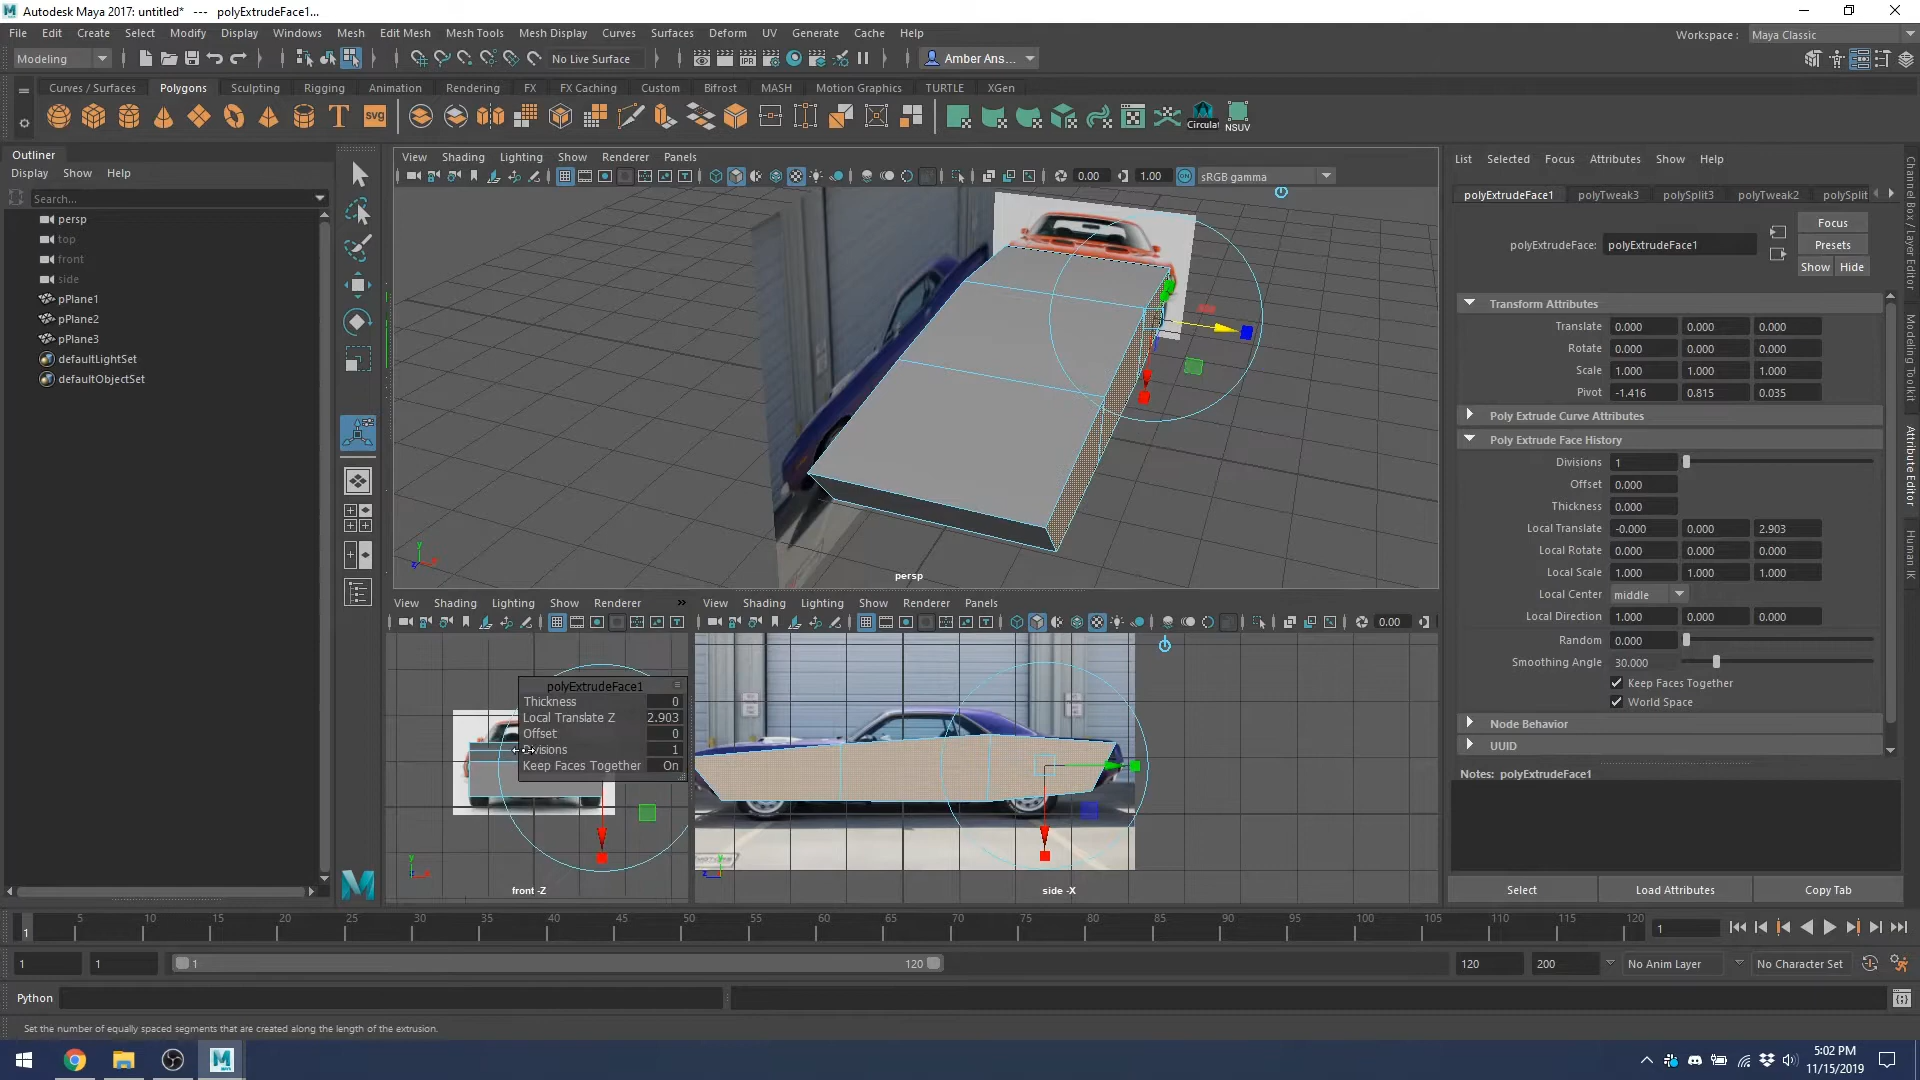 Autodesk Maya 2017: untitled* --- polyExtrudeFace1...
File Edit Create Select Modify Display Windows Mesh Edit Mesh Mesh Tools Mesh Display Curves Surfaces Deform UV Generate Cache Help
Workspace : Maya Classic
Modeling No Live Surface Amber Ans...
Curves / Surfaces Polygons Sculpting Rigging Animation Rendering FX FX Caching Custom Bifrost MASH Motion Graphics TURTLE XGen
T svg Circulat NSUV
Outliner
Display Show Help
Search...
persp
top
front
side
pPlane1
pPlane2
pPlane3
defaultLightSet
defaultObjectSet
View Shading Lighting Show Renderer Panels
0.00 1.00 sRGB gamma
persp
View Shading Lighting Show Renderer »
View Shading Lighting Show Renderer Panels
0.00
polyExtrudeFace1
Thickness 0
Local Translate Z 2.903
Offset 0
Divisions 1
Keep Faces Together On
front -Z
side -X
List Selected Focus Attributes Show Help
polyExtrudeFace1 polyTweak3 polySplit3 polyTweak2 polySplit
polyExtrudeFace: polyExtrudeFace1
Focus
Presets
Show Hide
Transform Attributes
Translate 0.000 0.000 0.000
Rotate 0.000 0.000 0.000
Scale 1.000 1.000 1.000
Pivot -1.416 0.815 0.035
Poly Extrude Curve Attributes
Poly Extrude Face History
Divisions 1
Offset 0.000
Thickness 0.000
Local Translate -0.000 0.000 2.903
Local Rotate 0.000 0.000 0.000
Local Scale 1.000 1.000 1.000
Local Center middle
Local Direction 1.000 0.000 0.000
Random 0.000
Smoothing Angle 30.000
Keep Faces Together
World Space
Node Behavior
UUID
Notes: polyExtrudeFace1
Select Load Attributes Copy Tab
Channel Box / Layer Editor
Modeling Toolkit
Attribute Editor
Human IK
5 10 15 20 25 30 35 40 45 50 55 60 65 70 75 80 85 90 95 100 105 110 115 120
1
1
1 1 1 120 120 200 No Anim Layer No Character Set
Python
Set the number of equally spaced segments that are created along the length of the extrusion.
5:02 PM
11/15/2019